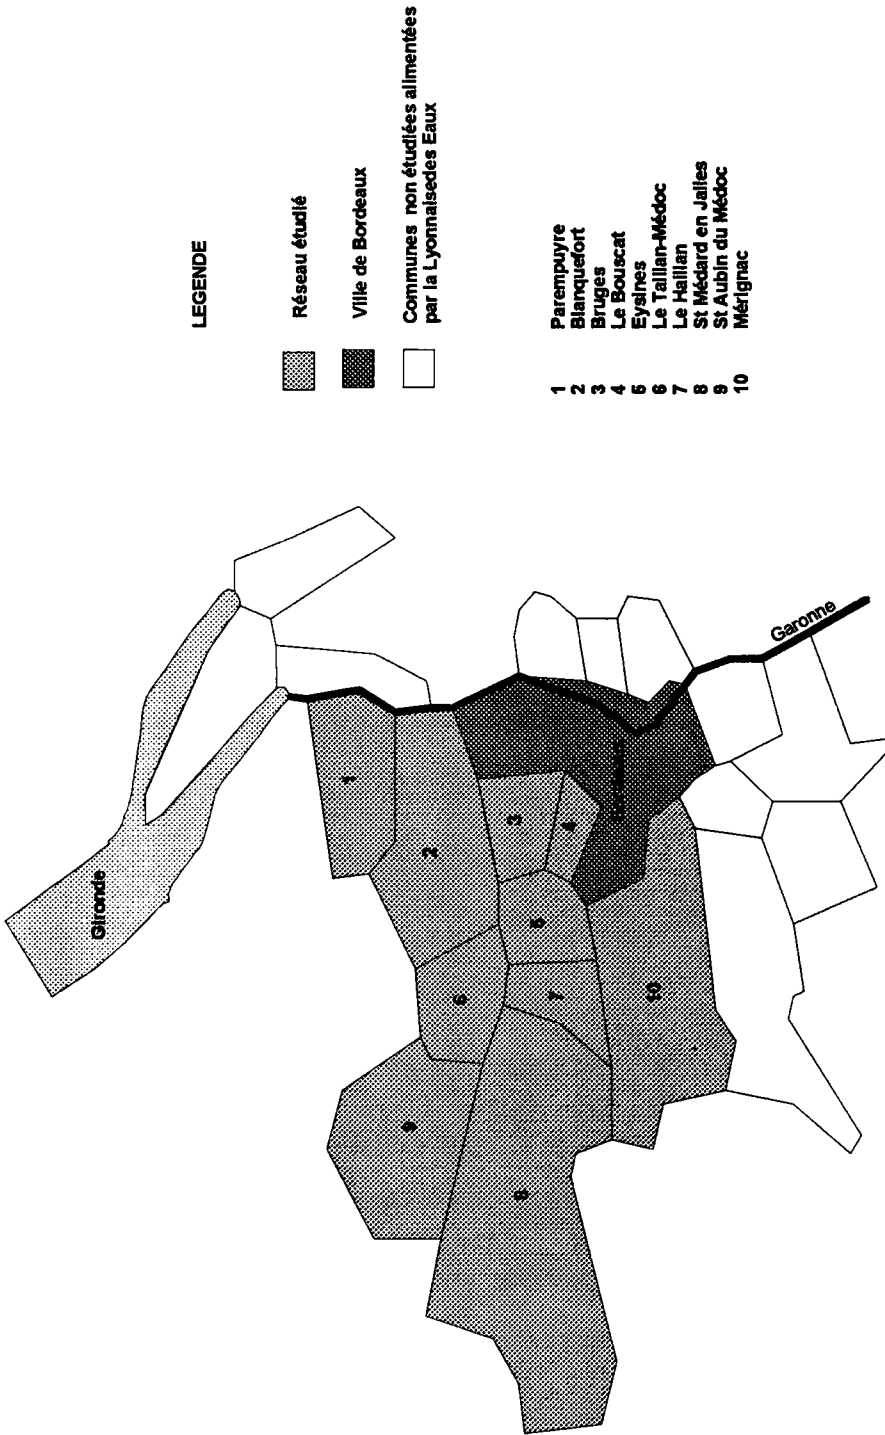 LEGENDE
Réseau étudié
Ville de Bordeaux
Communes non étudiées alimentées
par la Lyonnaisedes Eaux
1 Parempuyre
2 Blanquefort
3 Bruges
4 Le Bouscat
5 Eysines
6 Le Taillan-Médoc
7 Le Haillan
8 St Médard en Jalles
9 St Aubin du Médoc
10 Mérignac
Gironde
Garonne
1
2
3
4
5
6
7
8
9
10